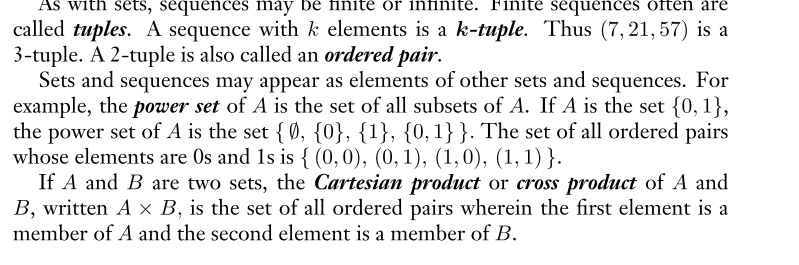 As with sets, sequences may be finite or infinite. Finite sequences often are
called tuples. A sequence with k elements is a k-tuple. Thus (7, 21, 57) is a
3-tuple. A 2-tuple is also called an ordered pair.
Sets and sequences may appear as elements of other sets and sequences. For
example, the power set of A is the set of all subsets of A. If A is the set {0, 1},
the power set of A is the set { ∅, {0}, {1}, {0, 1} }. The set of all ordered pairs
whose elements are 0s and 1s is { (0, 0), (0, 1), (1, 0), (1, 1) }.
If A and B are two sets, the Cartesian product or cross product of A and
B, written A × B, is the set of all ordered pairs wherein the first element is a
member of A and the second element is a member of B.